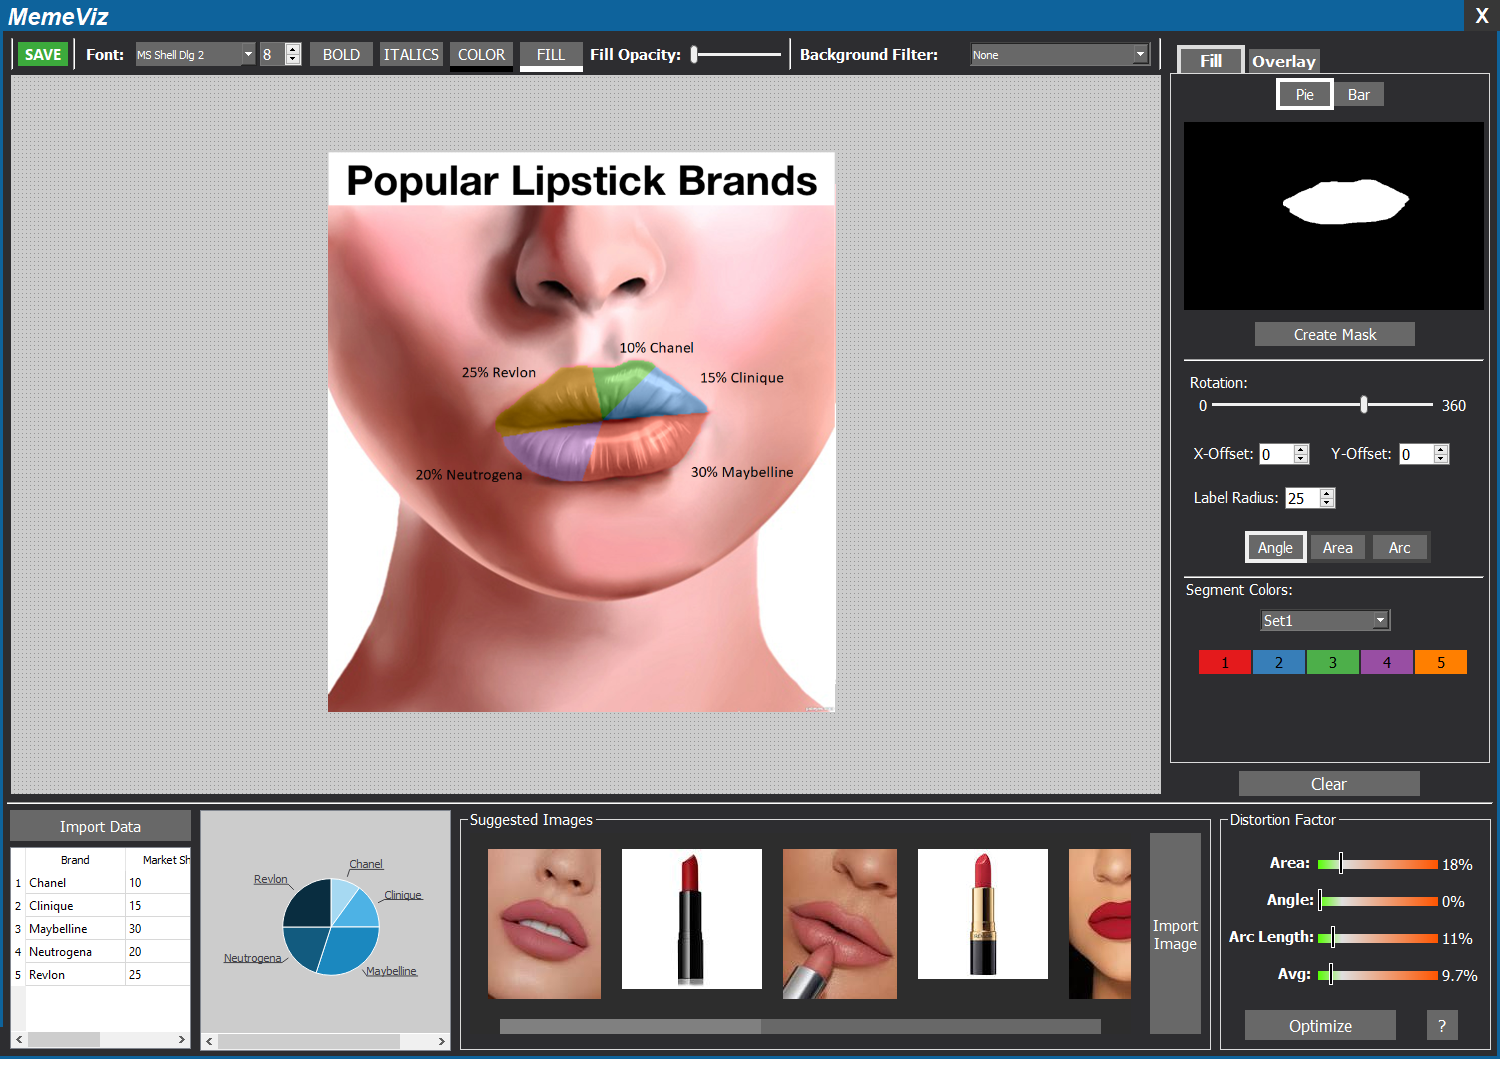 MemeViz
X
SAVE
Font:
MS Shell Dlg 2
8
BOLD
ITALICS
COLOR
FILL
Fill Opacity:
Background Filter:
None
Fill
Overlay
Pie
Bar
Popular Lipstick Brands
10% Chanel
25% Revlon
15% Clinique
20% Neutrogena
30% Maybelline
Create Mask
Rotation:
0
360
X-Offset: 0
Y-Offset: 0
Label Radius: 25
Angle
Area
Arc
Segment Colors:
Set1
1
2
3
4
5
Clear
Import Data
Brand
Market Sh
1 Chanel 10
2 Clinique 15
3 Maybelline 30
4 Neutrogena 20
5 Revlon 25
Chanel
Revlon
Clinique
Neutrogena
Maybelline
Suggested Images
Import
Image
Distortion Factor
Area: 18%
Angle: 0%
Arc Length: 11%
Avg: 9.7%
Optimize
?